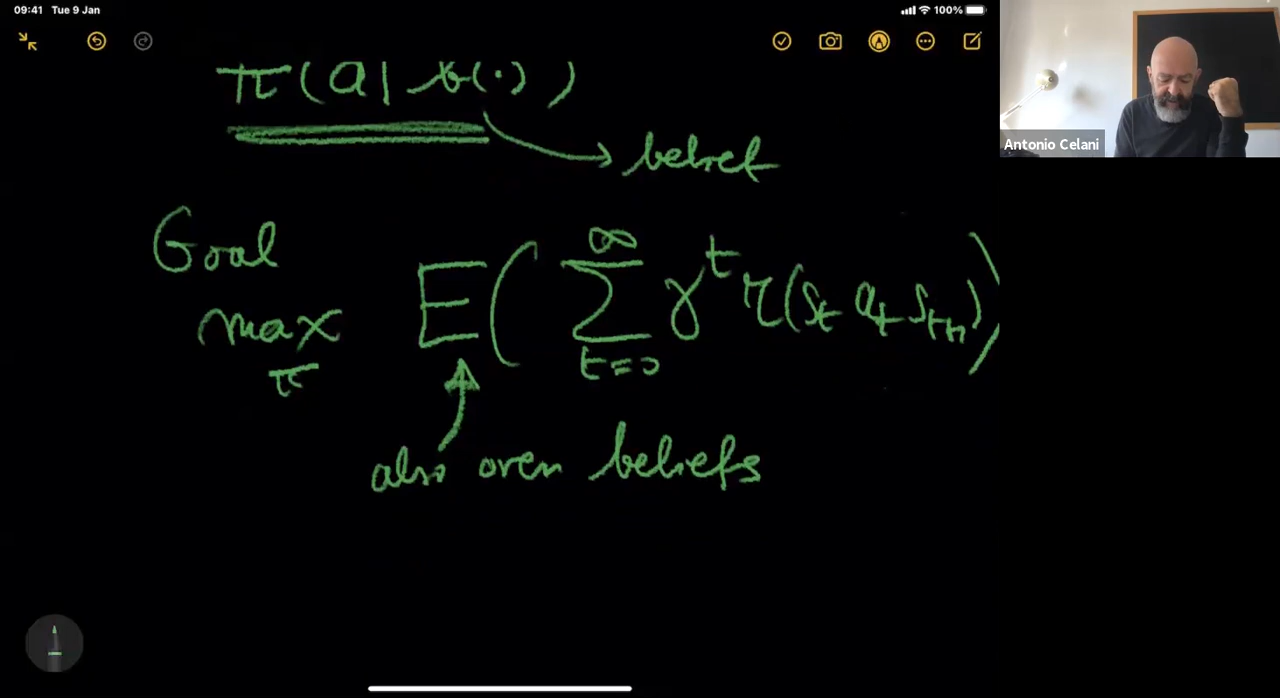 09:41 Tue 9 Jan
100%
Antonio Celani
π(a| b(·))
belief
Goal
max
π
E( ∞ Σ t=0 γ^t r(s_t a_t s_{t+1}) )
also over beliefs